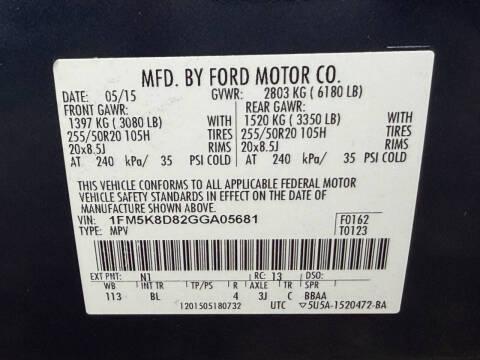 MFD. BY FORD MOTOR CO.
DATE: 05/15 GVWR: 2803 KG ( 6180 LB)
FRONT GAWR: REAR GAWR:
1397 KG ( 3080 LB) WITH 1520 KG ( 3350 LB) WITH
255/50R20 105H TIRES 255/50R20 105H TIRES
20x8.5J RIMS 20x8.5J RIMS
AT 240 kPa/ 35 PSI COLD AT 240 kPa/ 35 PSI COLD
THIS VEHICLE CONFORMS TO ALL APPLICABLE FEDERAL MOTOR
VEHICLE SAFETY STANDARDS IN EFFECT ON THE DATE OF
MANUFACTURE SHOWN ABOVE.
VIN: 1FM5K8D82GGA05681 F0162
TYPE: MPV T0123
EXT PNT: N1 RC: 13 DSO:
WB INT TR TP/PS R AXLE TR SPR
113 BL 4 3J C BBAA
1201505180732 UTC ▽5U5A-1520472-BA